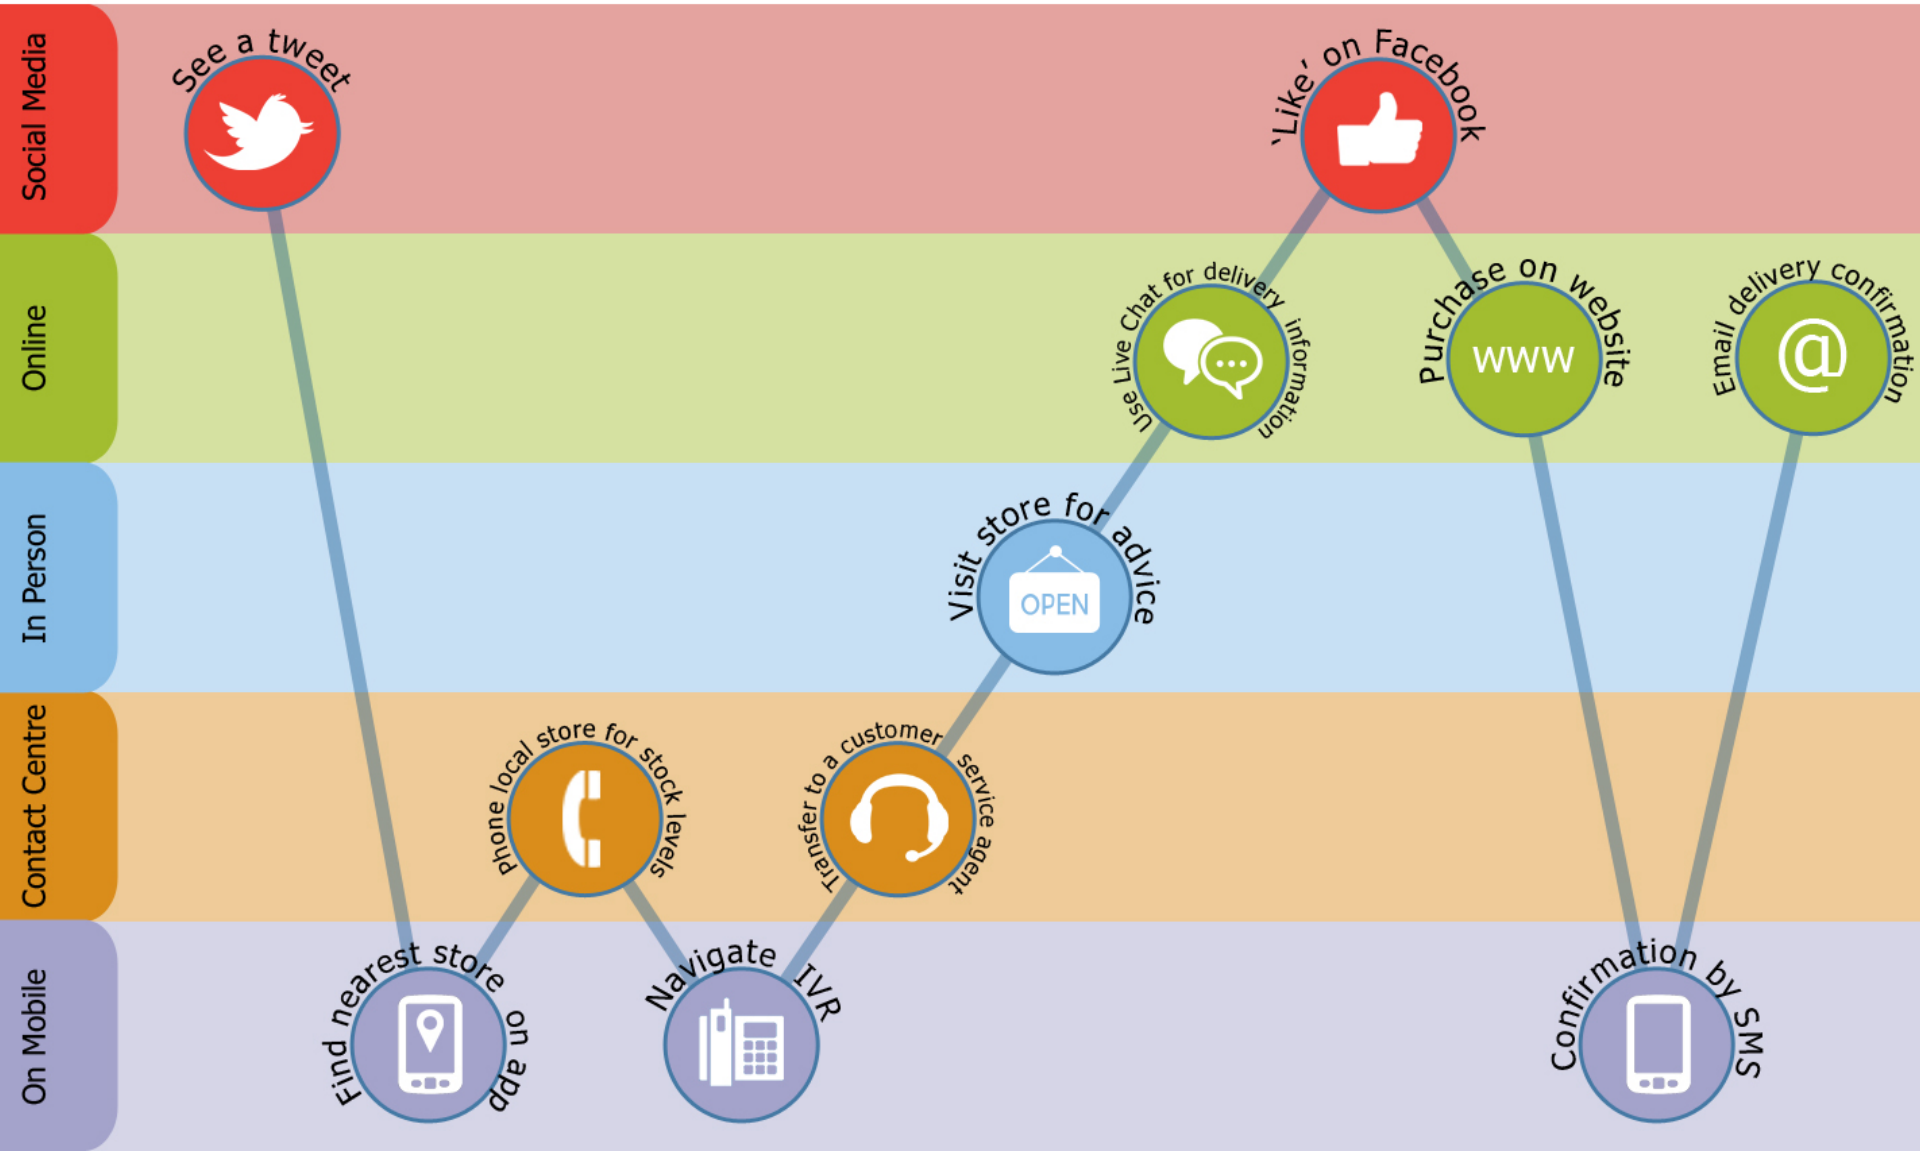 Social Media
See a tweet
‘Like’ on Facebook
Online
Use Live Chat for delivery information
Purchase on website
www
Email delivery confirmation
@
In Person
Visit store for advice
OPEN
Contact Centre
Phone local store for stock levels
Transfer to a customer service agent
On Mobile
Find nearest store on app
Navigate IVR
Confirmation by SMS